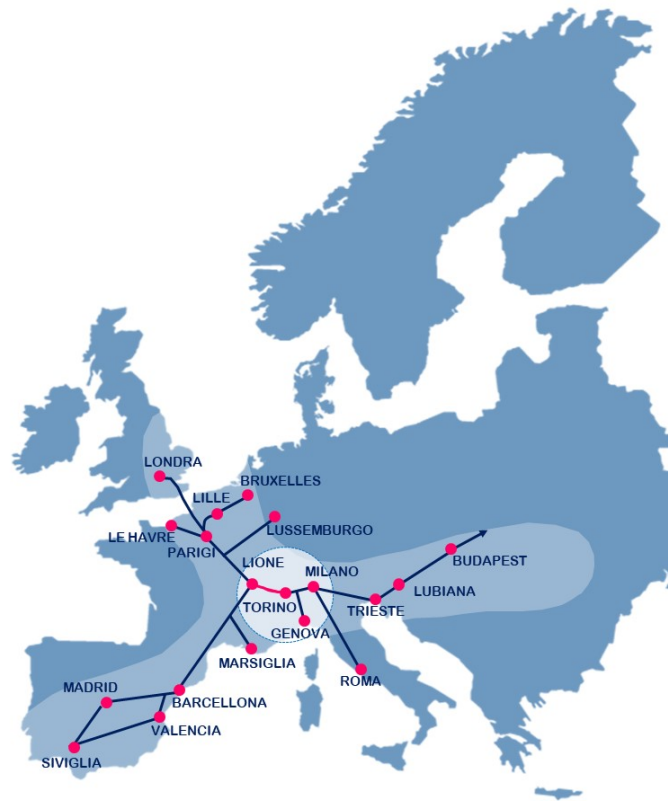 LONDRA
BRUXELLES
LILLE
LE HAVRE
LUSSEMBURGO
PARIGI
LIONE
MILANO
BUDAPEST
LUBIANA
TORINO
TRIESTE
GENOVA
MARSIGLIA
ROMA
MADRID
BARCELLONA
VALENCIA
SIVIGLIA